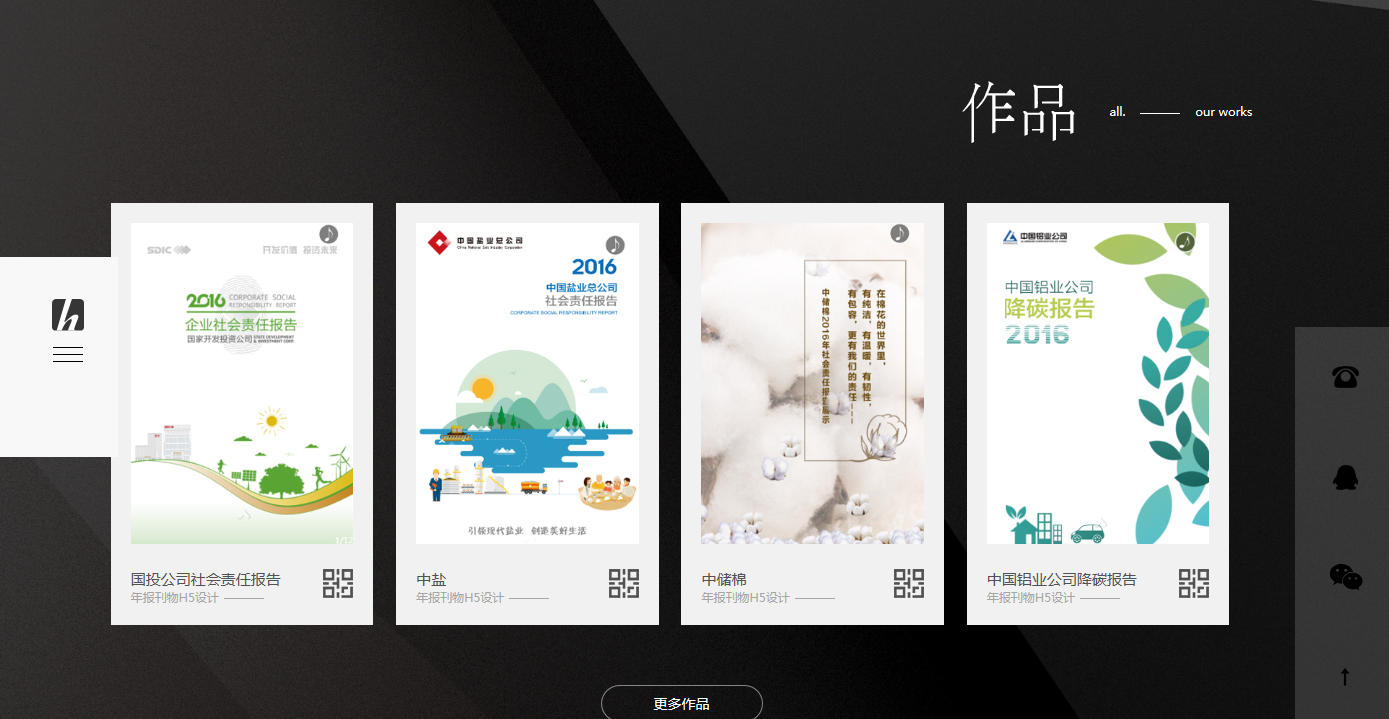 作品
all.
our works
h
SDIC
开发价值 投资未来
2016 CORPORATE SOCIAL
RESPONSIBILITY REPORT
企业社会责任报告
国家开发投资公司 STATE DEVELOPMENT
& INVESTMENT CORP.
1/12
国投公司社会责任报告
年报刊物H5设计
中国盐业总公司
China National Salt Industry Corporation
2016
中国盐业总公司
社会责任报告
CORPORATE SOCIAL RESPONSIBILITY REPORT
引领现代盐业 创造美好生活
中盐
年报刊物H5设计
在棉花的世界里,
有纯洁, 有温暖, 有韧性,
有包容, 更有我们的责任——
中储棉2016年社会责任报告展示
中储棉
年报刊物H5设计
中国铝业公司
中国铝业公司
降碳报告
2016
中国铝业公司降碳报告
年报刊物H5设计
更多作品